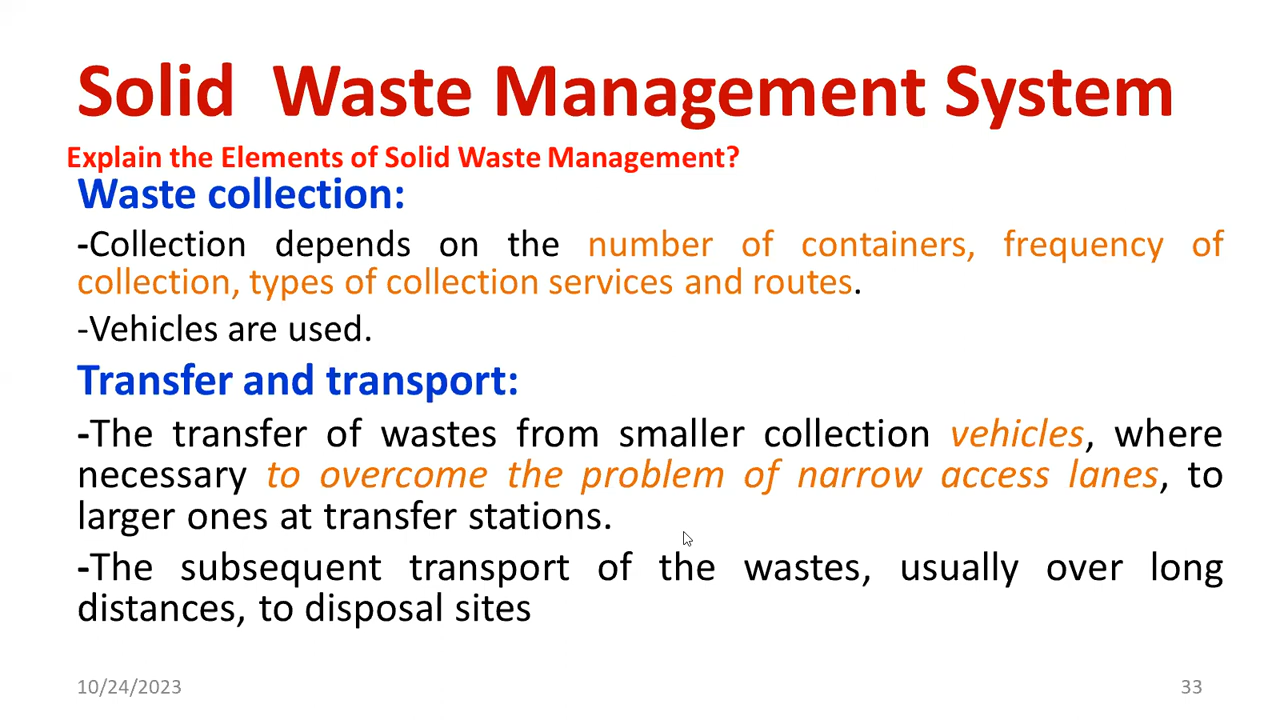 Solid Waste Management System
Explain the Elements of Solid Waste Management?
Waste collection:
-Collection depends on the number of containers, frequency of
collection, types of collection services and routes.
-Vehicles are used.
Transfer and transport:
-The transfer of wastes from smaller collection vehicles, where
necessary to overcome the problem of narrow access lanes, to
larger ones at transfer stations.
-The subsequent transport of the wastes, usually over long
distances, to disposal sites
10/24/2023
33